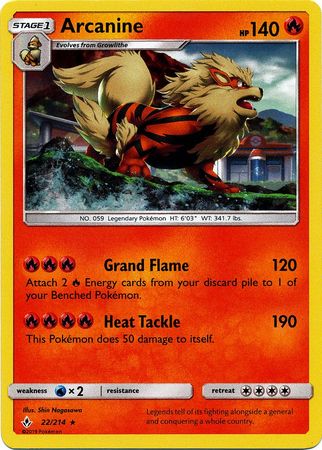 STAGE1 Arcanine HP 140
Evolves from Growlithe
NO. 059 Legendary Pokémon HT: 6'03" WT: 341.7 lbs.
Grand Flame 120
Attach 2 Energy cards from your discard pile to 1 of
your Benched Pokémon.
Heat Tackle 190
This Pokémon does 50 damage to itself.
weakness ×2 resistance retreat
Illus. Shin Nagasawa
22/214
©2019 Pokémon
Legends tell of its fighting alongside a general
and conquering a whole country.